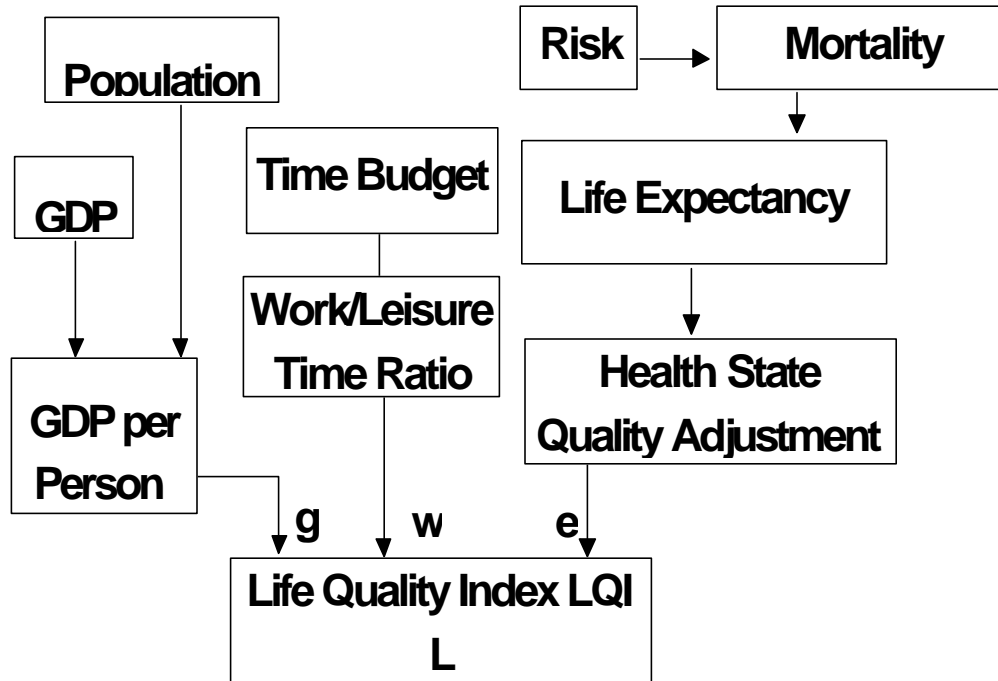 Population
GDP
GDP per
Person
Time Budget
Work/Leisure
Time Ratio
Risk
Mortality
Life Expectancy
Health State
Quality Adjustment
g
w
e
Life Quality Index LQI
L